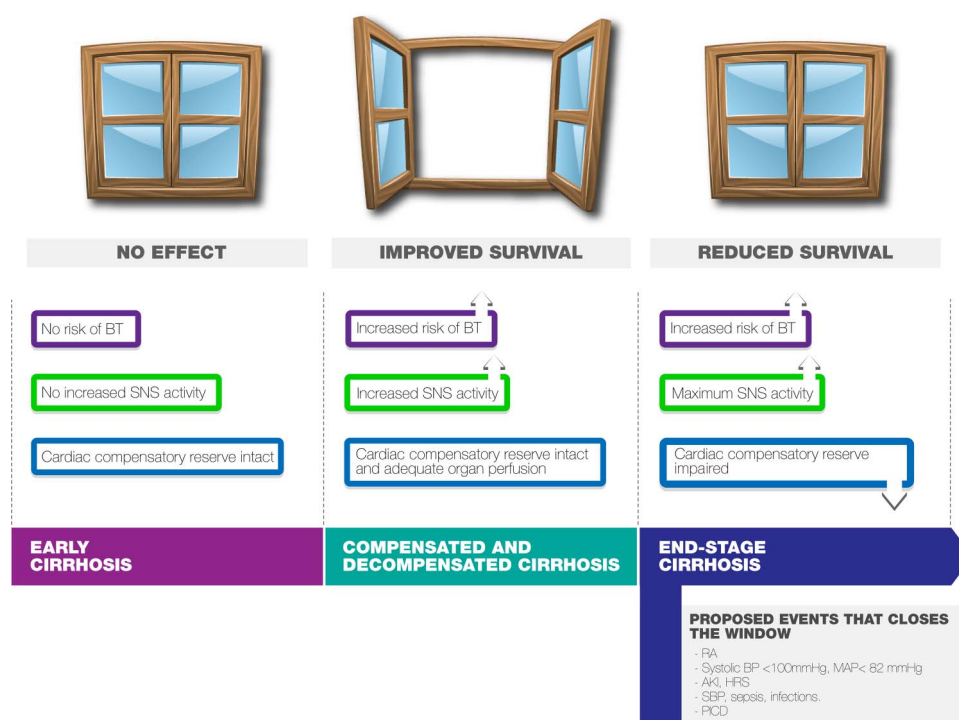 NO EFFECT
IMPROVED SURVIVAL
REDUCED SURVIVAL
No risk of BT
Increased risk of BT
Increased risk of BT
No increased SNS activity
Increased SNS activity
Maximum SNS activity
Cardiac compensatory reserve intact
Cardiac compensatory reserve intact
and adequate organ perfusion
Cardiac compensatory reserve
impaired
EARLY
CIRRHOSIS
COMPENSATED AND
DECOMPENSATED CIRRHOSIS
END-STAGE
CIRRHOSIS
PROPOSED EVENTS THAT CLOSES
THE WINDOW
- RA
- Systolic BP <100mmHg, MAP< 82 mmHg
- AKI, HRS
- SBP, sepsis, infections.
- PICD